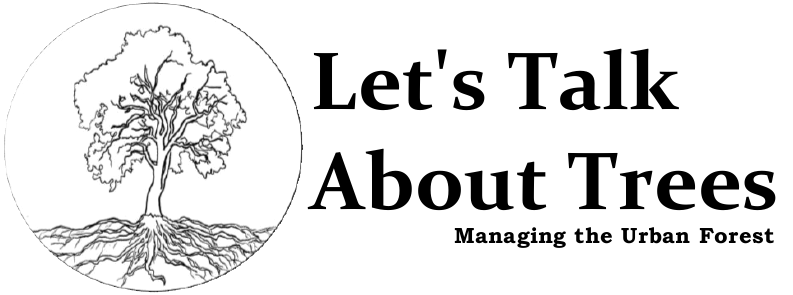 Let's Talk
About Trees
Managing the Urban Forest